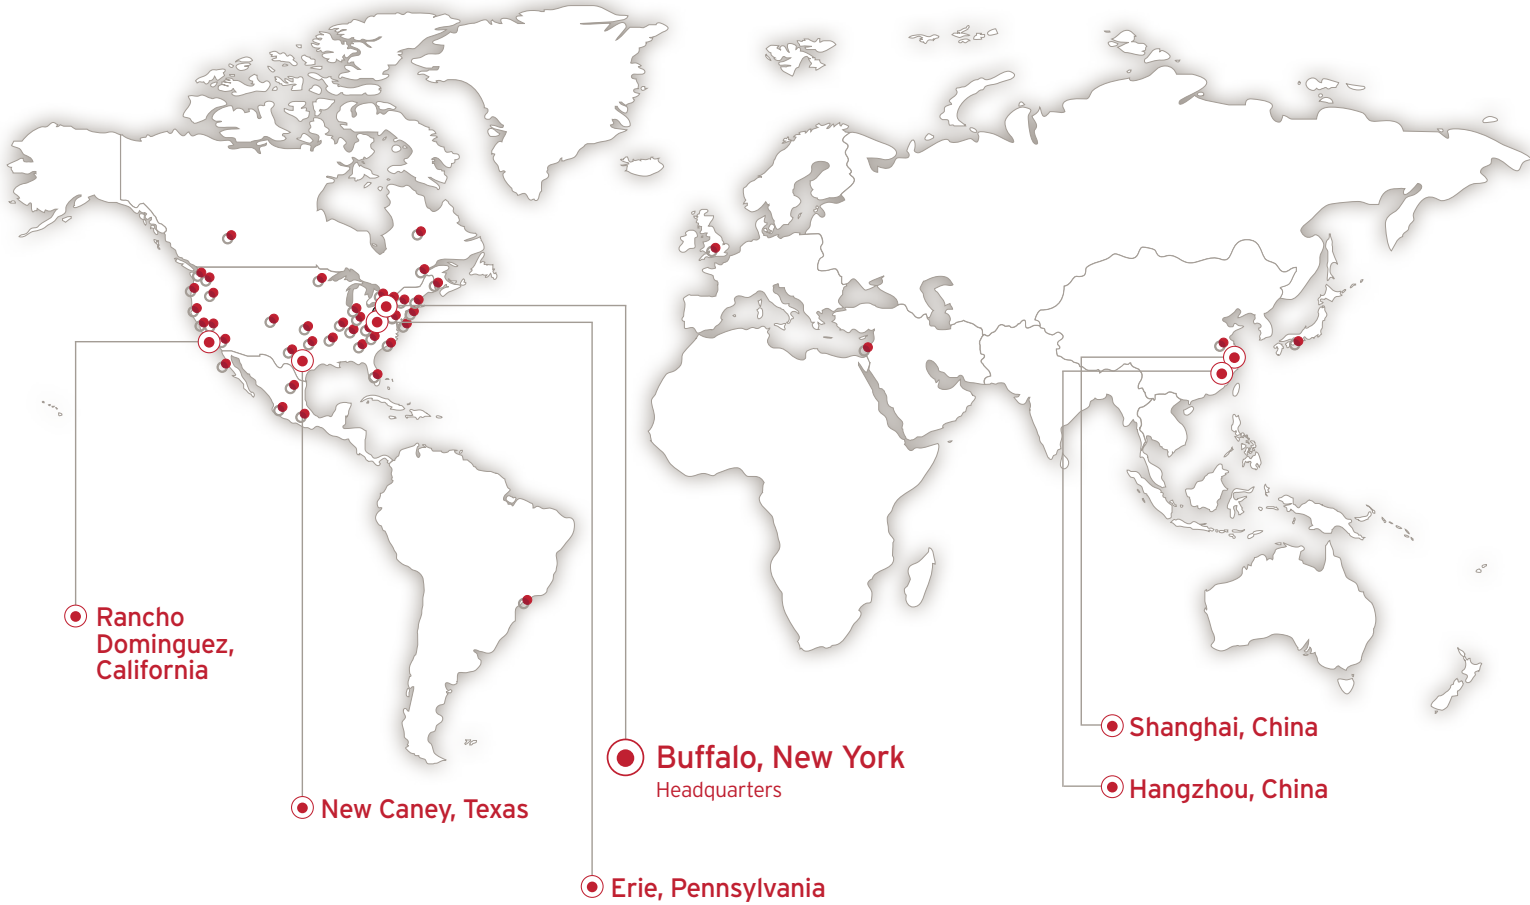 Rancho
Dominguez,
California
New Caney, Texas
Buffalo, New York
Headquarters
Erie, Pennsylvania
Shanghai, China
Hangzhou, China